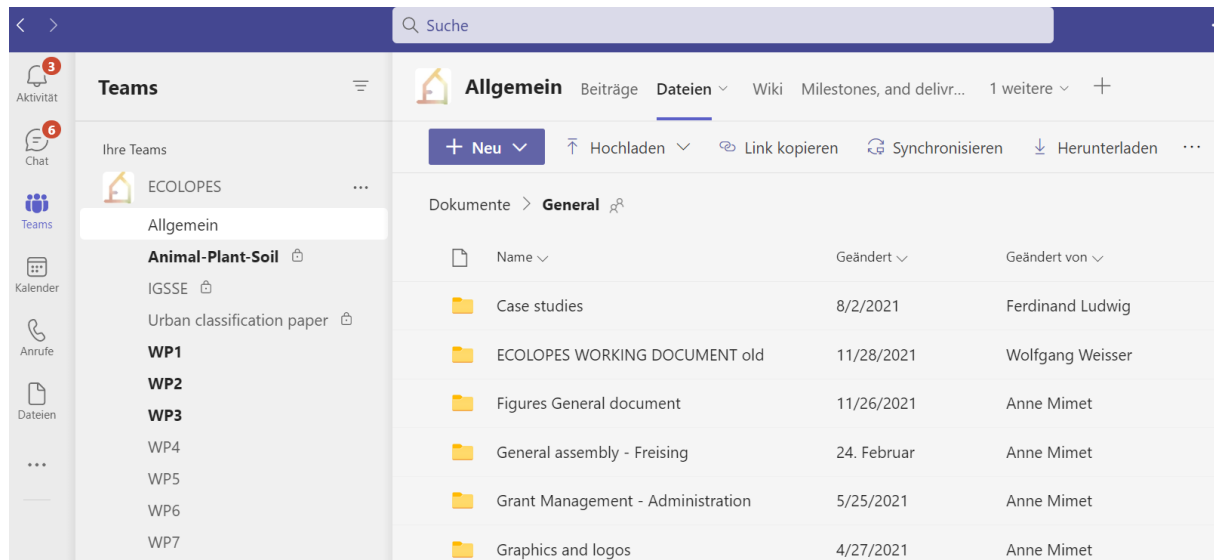 Suche
3
Aktivität
6
Chat
Teams
Kalender
Anrufe
Dateien
Teams
Ihre Teams
ECOLOPES
Allgemein
Animal-Plant-Soil
IGSSE
Urban classification paper
WP1
WP2
WP3
WP4
WP5
WP6
WP7
Allgemein Beiträge Dateien Wiki Milestones, and delivr... 1 weitere
Neu Hochladen Link kopieren Synchronisieren Herunterladen
Dokumente > General
Name Geändert Geändert von
Case studies 8/2/2021 Ferdinand Ludwig
ECOLOPES WORKING DOCUMENT old 11/28/2021 Wolfgang Weisser
Figures General document 11/26/2021 Anne Mimet
General assembly - Freising 24. Februar Anne Mimet
Grant Management - Administration 5/25/2021 Anne Mimet
Graphics and logos 4/27/2021 Anne Mimet